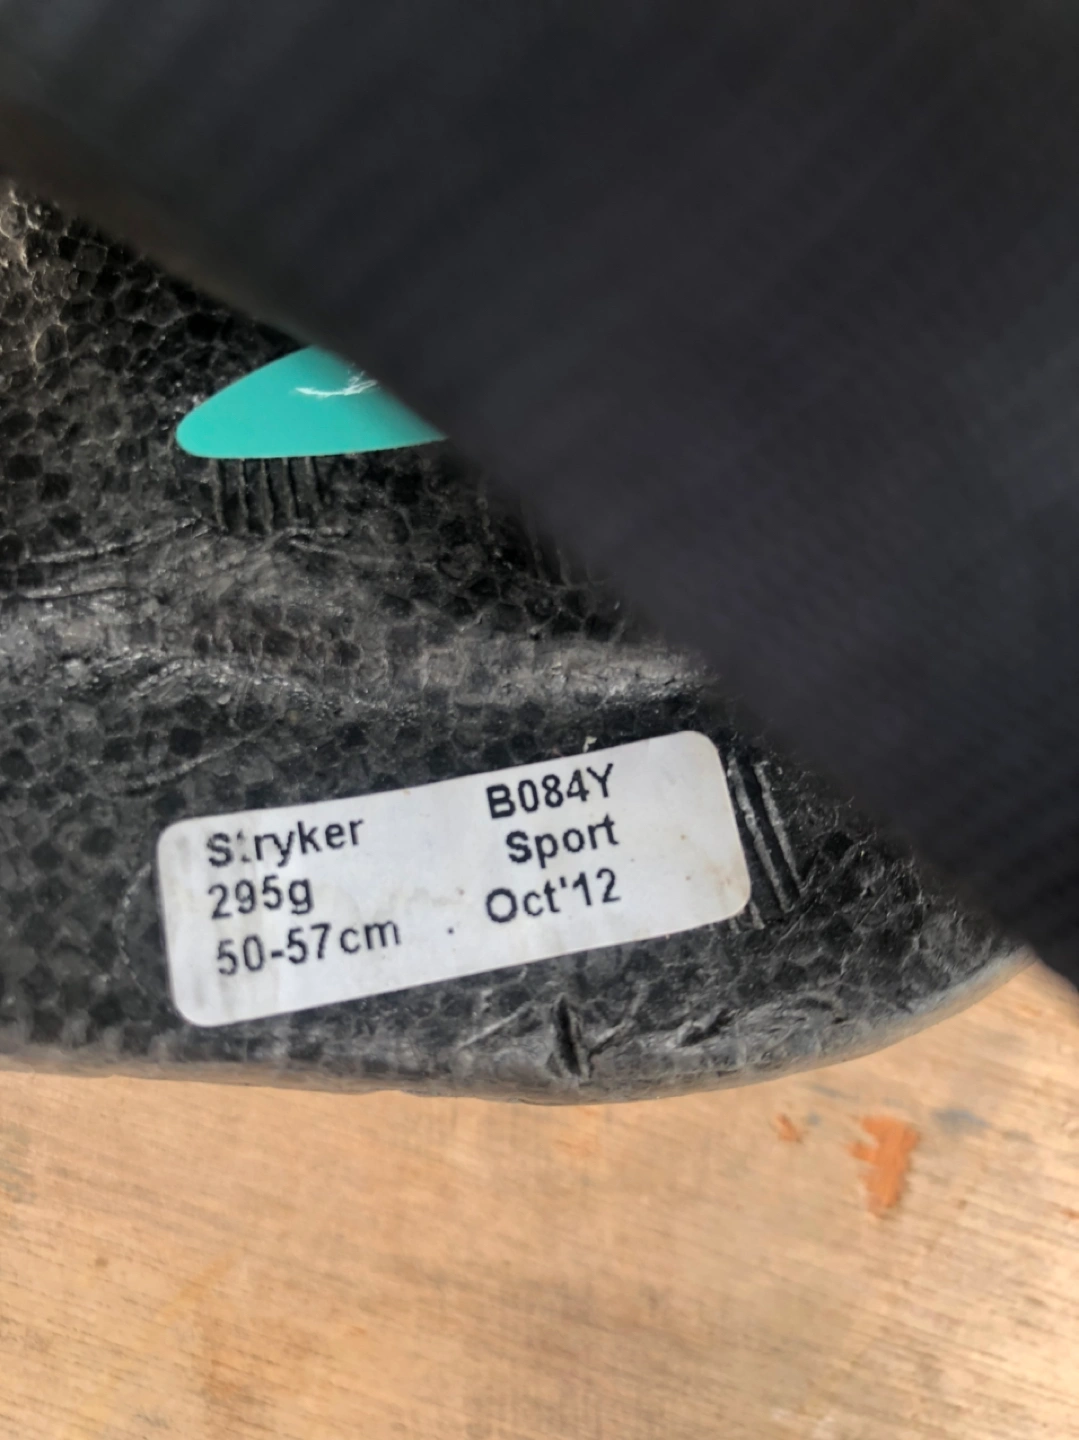 Stryker B084Y
295g Sport
50-57cm . Oct'12